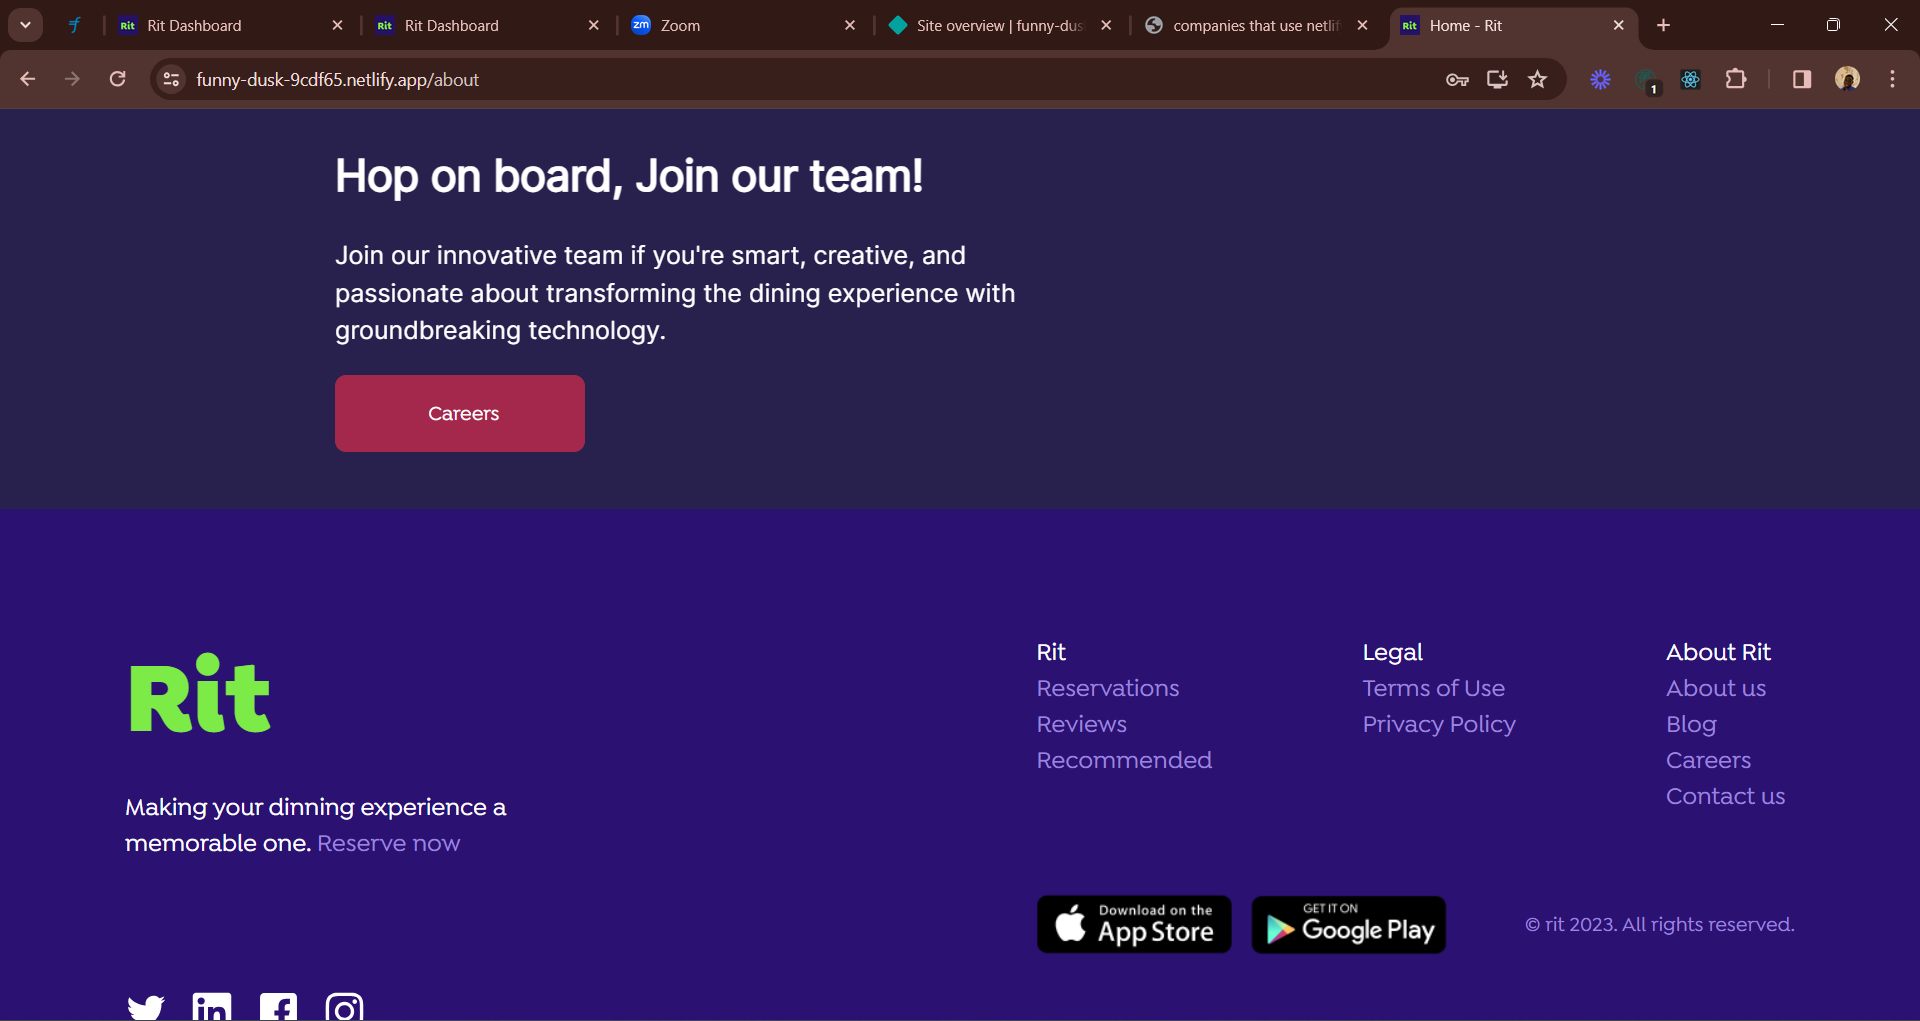 Rit Dashboard
Rit Dashboard
zm Zoom
Site overview | funny-dus
companies that use netlif
Home - Rit
funny-dusk-9cdf65.netlify.app/about
1
Hop on board, Join our team!
Join our innovative team if you're smart, creative, and
passionate about transforming the dining experience with
groundbreaking technology.
Careers
Rit
Making your dinning experience a
memorable one. Reserve now
Rit
Reservations
Reviews
Recommended
Legal
Terms of Use
Privacy Policy
About Rit
About us
Blog
Careers
Contact us
Download on the
App Store
GET IT ON
Google Play
© rit 2023. All rights reserved.